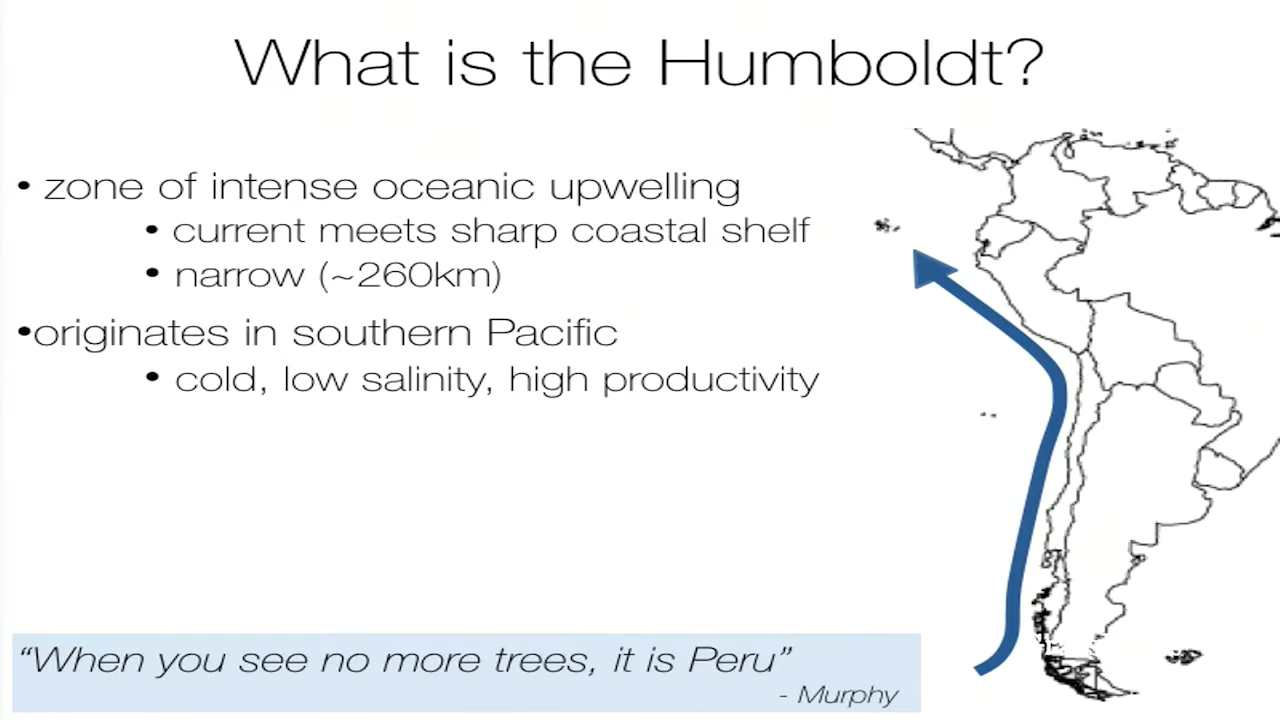 What is the Humboldt?
• zone of intense oceanic upwelling
• current meets sharp coastal shelf
• narrow (~260km)
•originates in southern Pacific
• cold, low salinity, high productivity
“When you see no more trees, it is Peru”
- Murphy